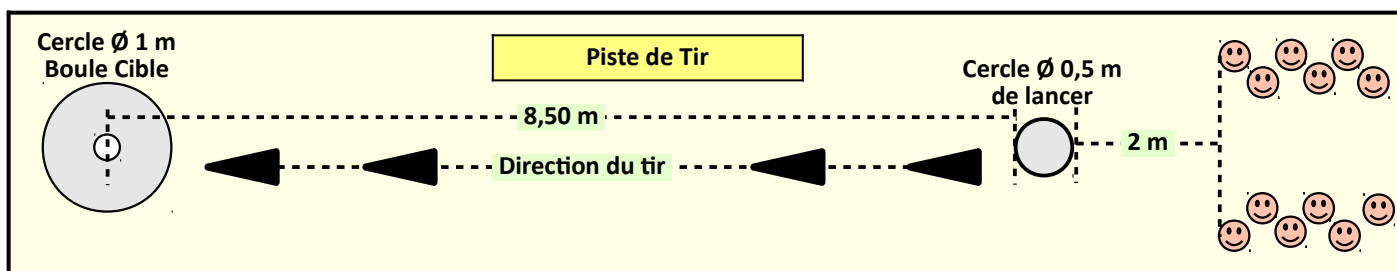 Cercle Ø 1 m
Boule Cible
Piste de Tir
Cercle Ø 0,5 m
de lancer
8,50 m
2 m
Direction du tir